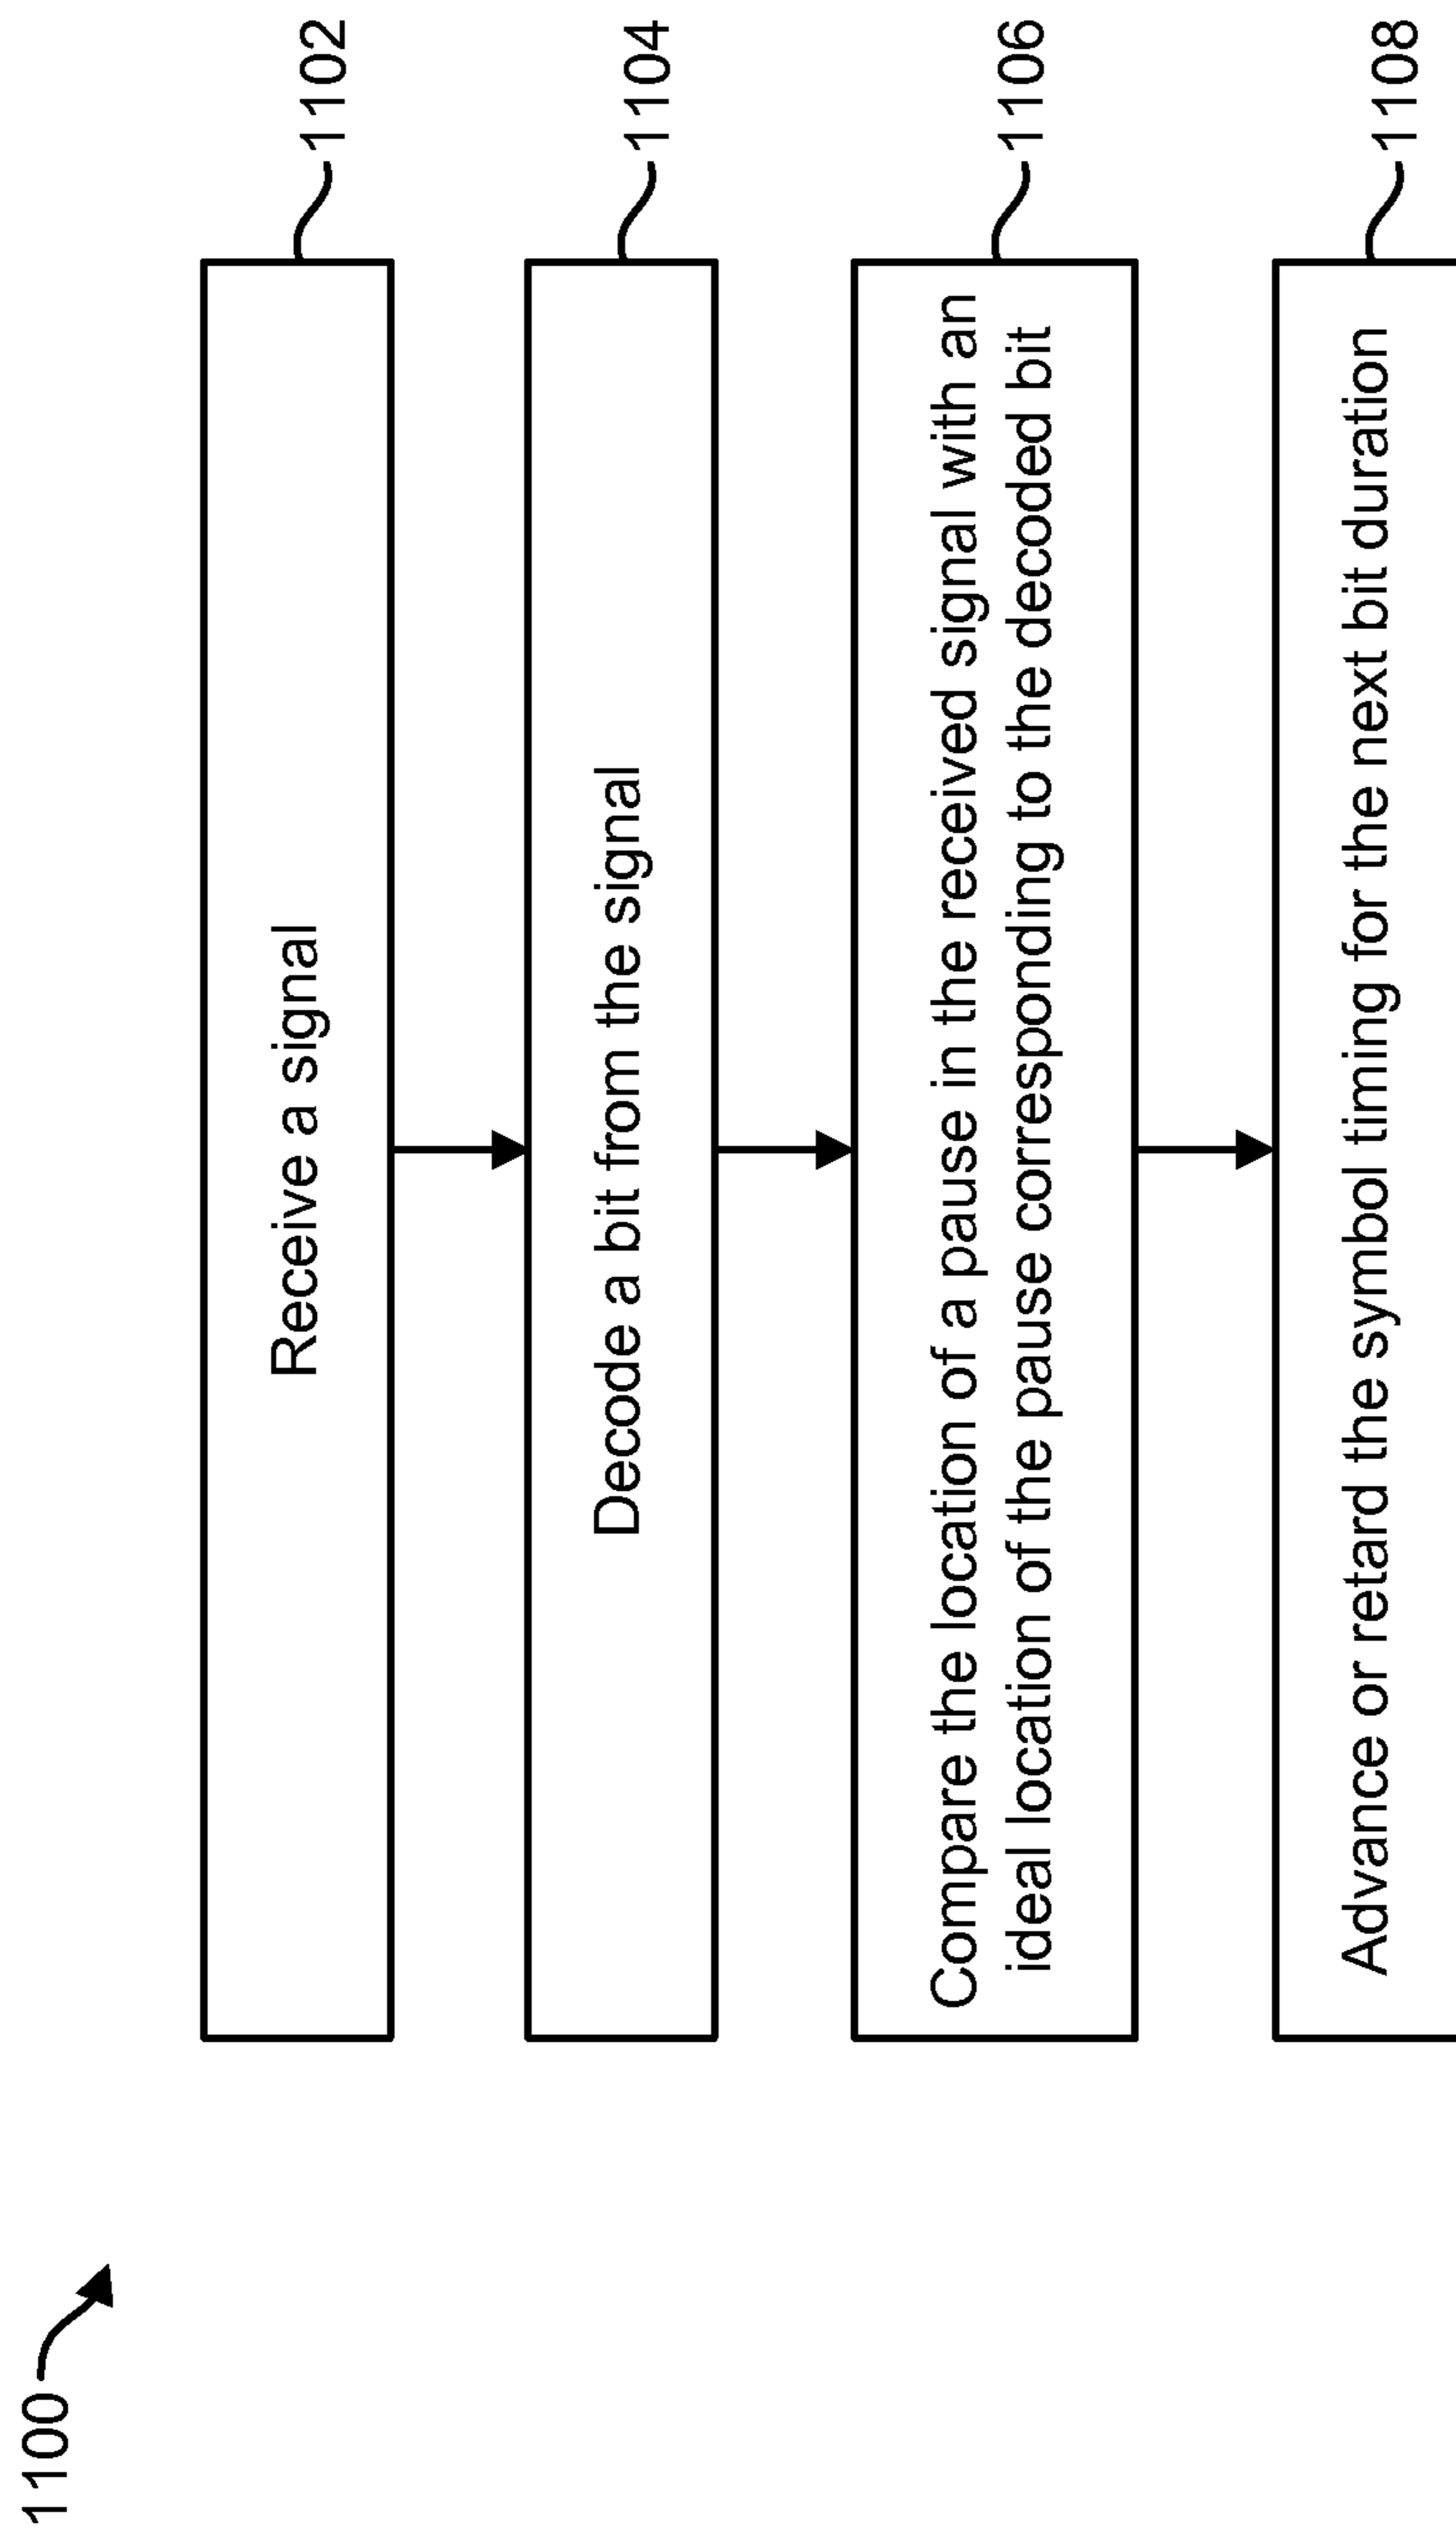 1100
Receive a signal
1102
Decode a bit from the signal
1104
Compare the location of a pause in the received signal with an
ideal location of the pause corresponding to the decoded bit
1106
Advance or retard the symbol timing for the next bit duration
1108